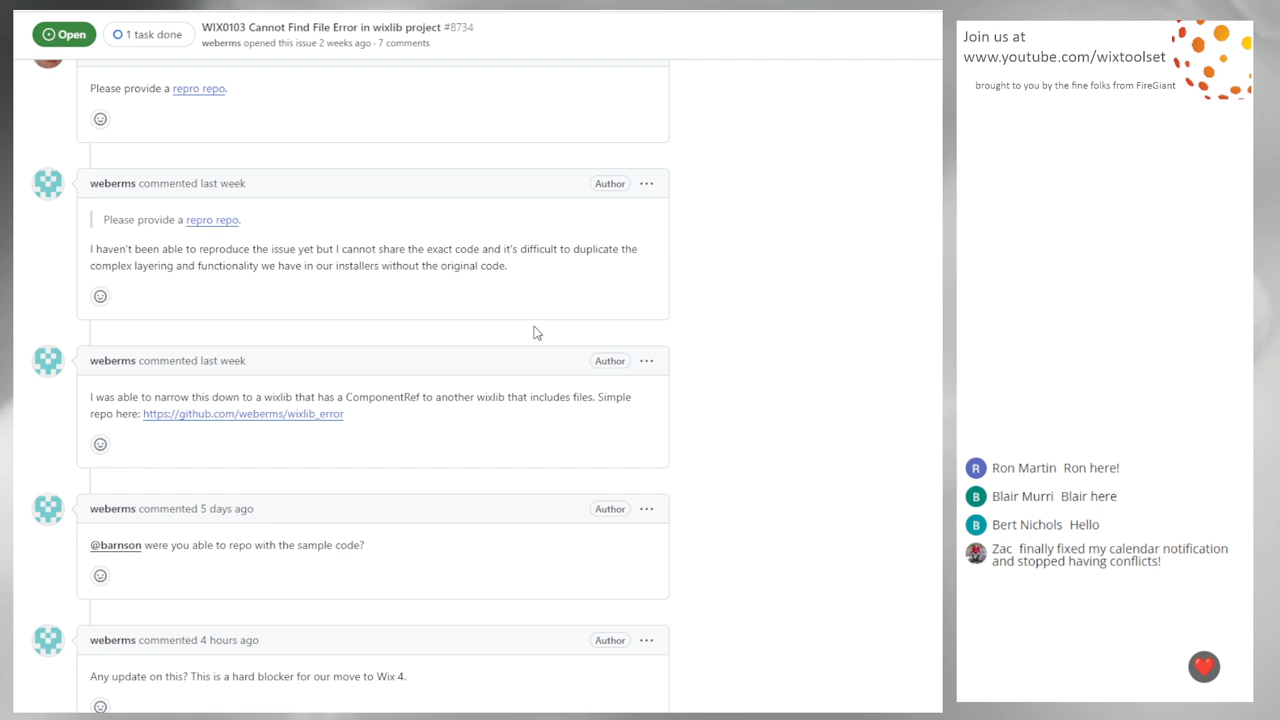 Open
1 task done
WIX0103 Cannot Find File Error in wixlib project #8734
weberms opened this issue 2 weeks ago · 7 comments
Please provide a repro repo.
weberms commented last week
Author
Please provide a repro repo.
I haven't been able to reproduce the issue yet but I cannot share the exact code and it's difficult to duplicate the
complex layering and functionality we have in our installers without the original code.
weberms commented last week
Author
I was able to narrow this down to a wixlib that has a ComponentRef to another wixlib that includes files. Simple
repo here: https://github.com/weberms/wixlib_error
weberms commented 5 days ago
Author
@barnson were you able to repo with the sample code?
weberms commented 4 hours ago
Author
Any update on this? This is a hard blocker for our move to Wix 4.
Join us at
www.youtube.com/wixtoolset
brought to you by the fine folks from FireGiant
R Ron Martin Ron here!
B Blair Murri Blair here
B Bert Nichols Hello
Zac finally fixed my calendar notification
and stopped having conflicts!